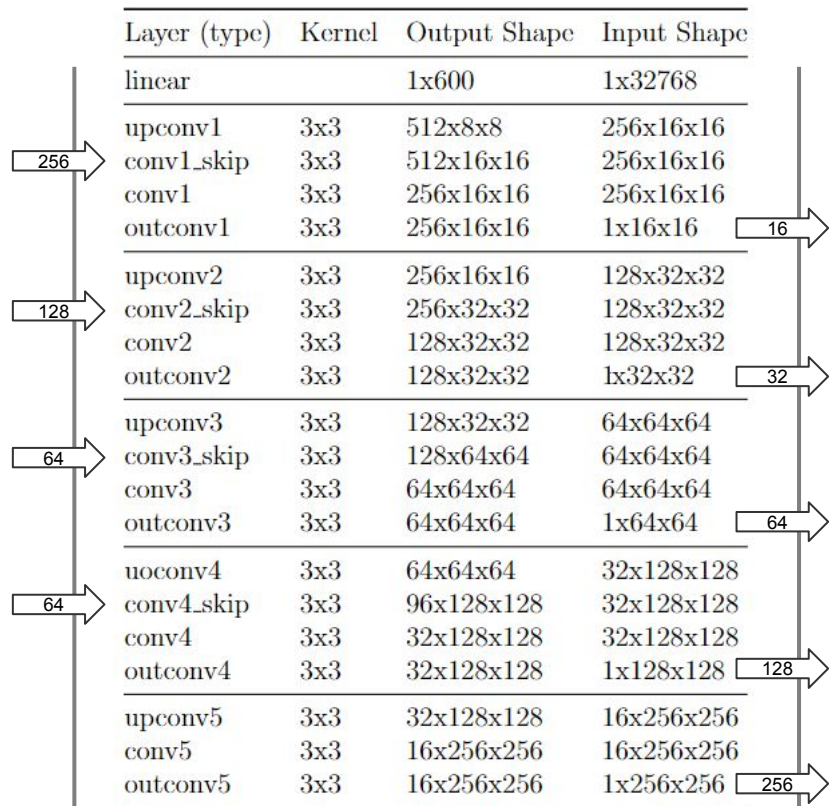 Layer (type) Kernel Output Shape Input Shape
linear 1x600 1x32768
upconv1 3x3 512x8x8 256x16x16
256 conv1_skip 3x3 512x16x16 256x16x16
conv1 3x3 256x16x16 256x16x16
outconv1 3x3 256x16x16 1x16x16 16
upconv2 3x3 256x16x16 128x32x32
128 conv2_skip 3x3 256x32x32 128x32x32
conv2 3x3 128x32x32 128x32x32
outconv2 3x3 128x32x32 1x32x32 32
upconv3 3x3 128x32x32 64x64x64
64 conv3_skip 3x3 128x64x64 64x64x64
conv3 3x3 64x64x64 64x64x64
outconv3 3x3 64x64x64 1x64x64 64
uoconv4 3x3 64x64x64 32x128x128
64 conv4_skip 3x3 96x128x128 32x128x128
conv4 3x3 32x128x128 32x128x128
outconv4 3x3 32x128x128 1x128x128 128
upconv5 3x3 32x128x128 16x256x256
conv5 3x3 16x256x256 16x256x256
outconv5 3x3 16x256x256 1x256x256 256